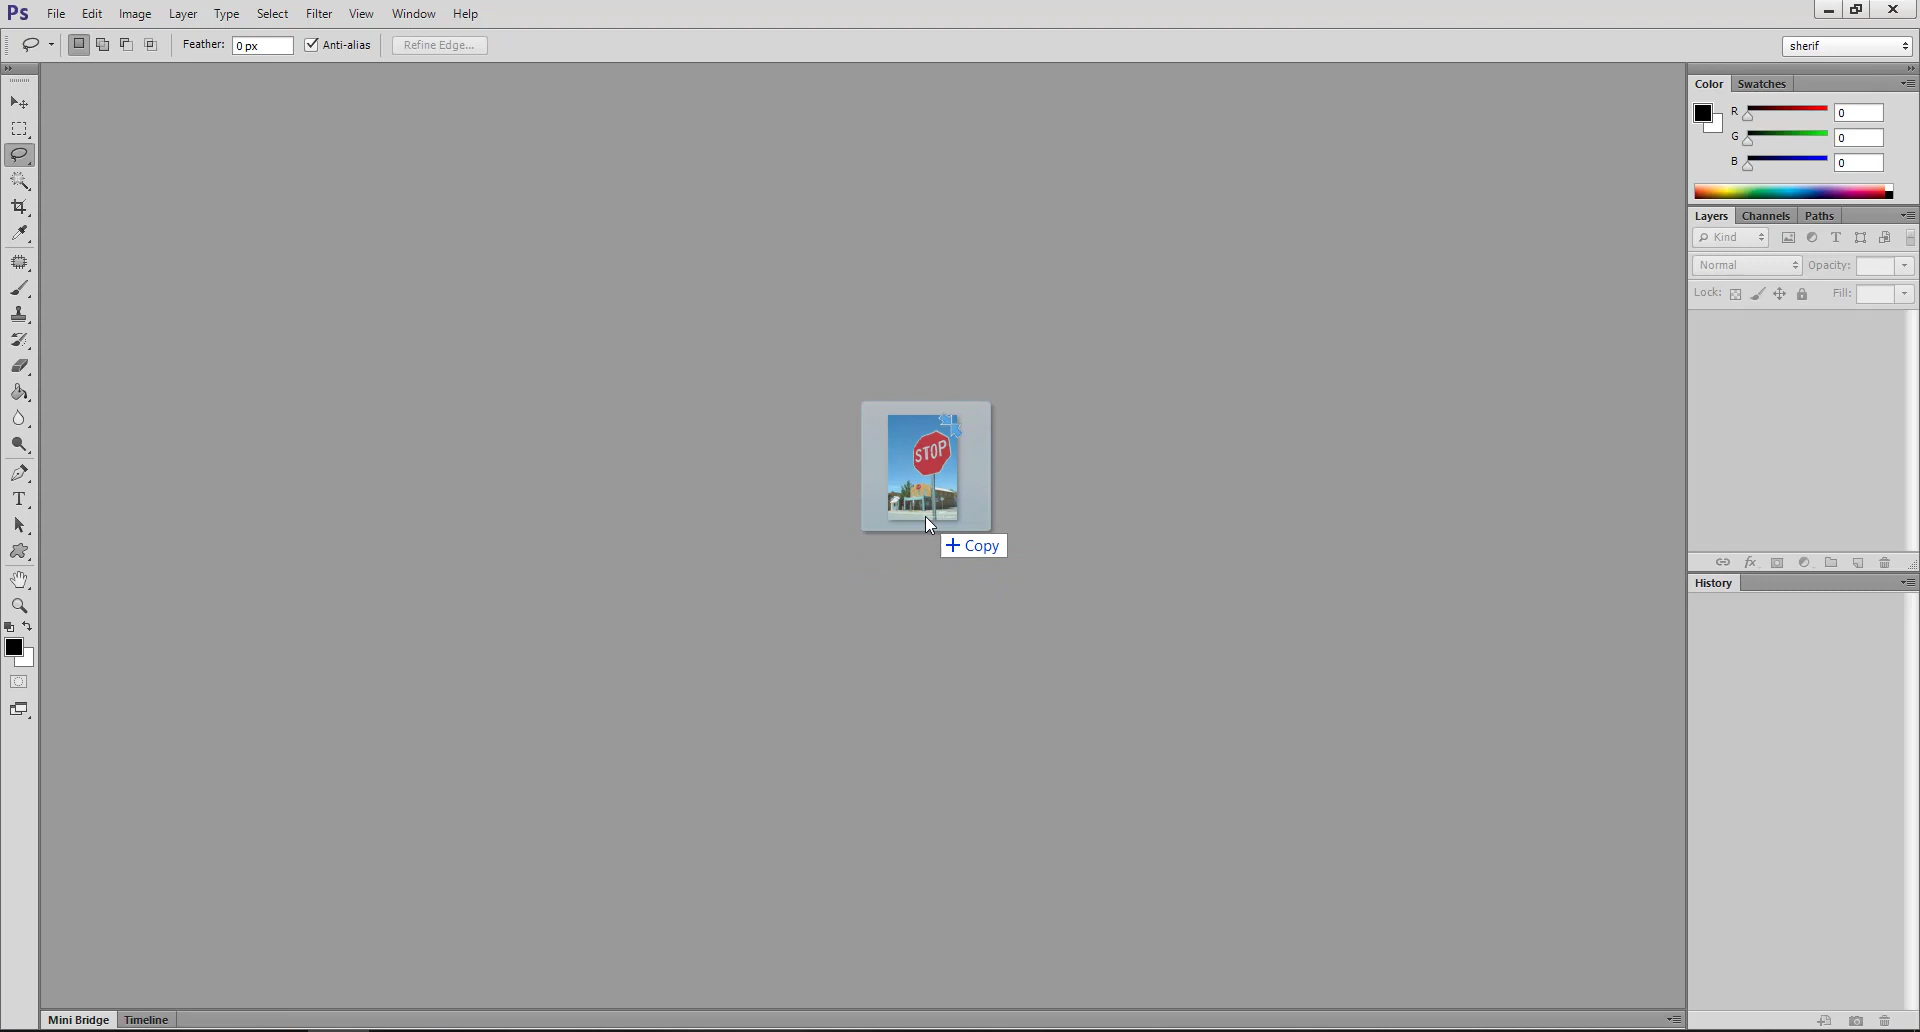 Ps File Edit Image Layer Type Select Filter View Window Help
Feather: 0 px Anti-alias Refine Edge... sherif
Color Swatches
R 0
G 0
B 0
Layers Channels Paths
Kind T
Normal Opacity:
Lock: Fill:
STOP
Copy
T
fx
History
Mini Bridge Timeline